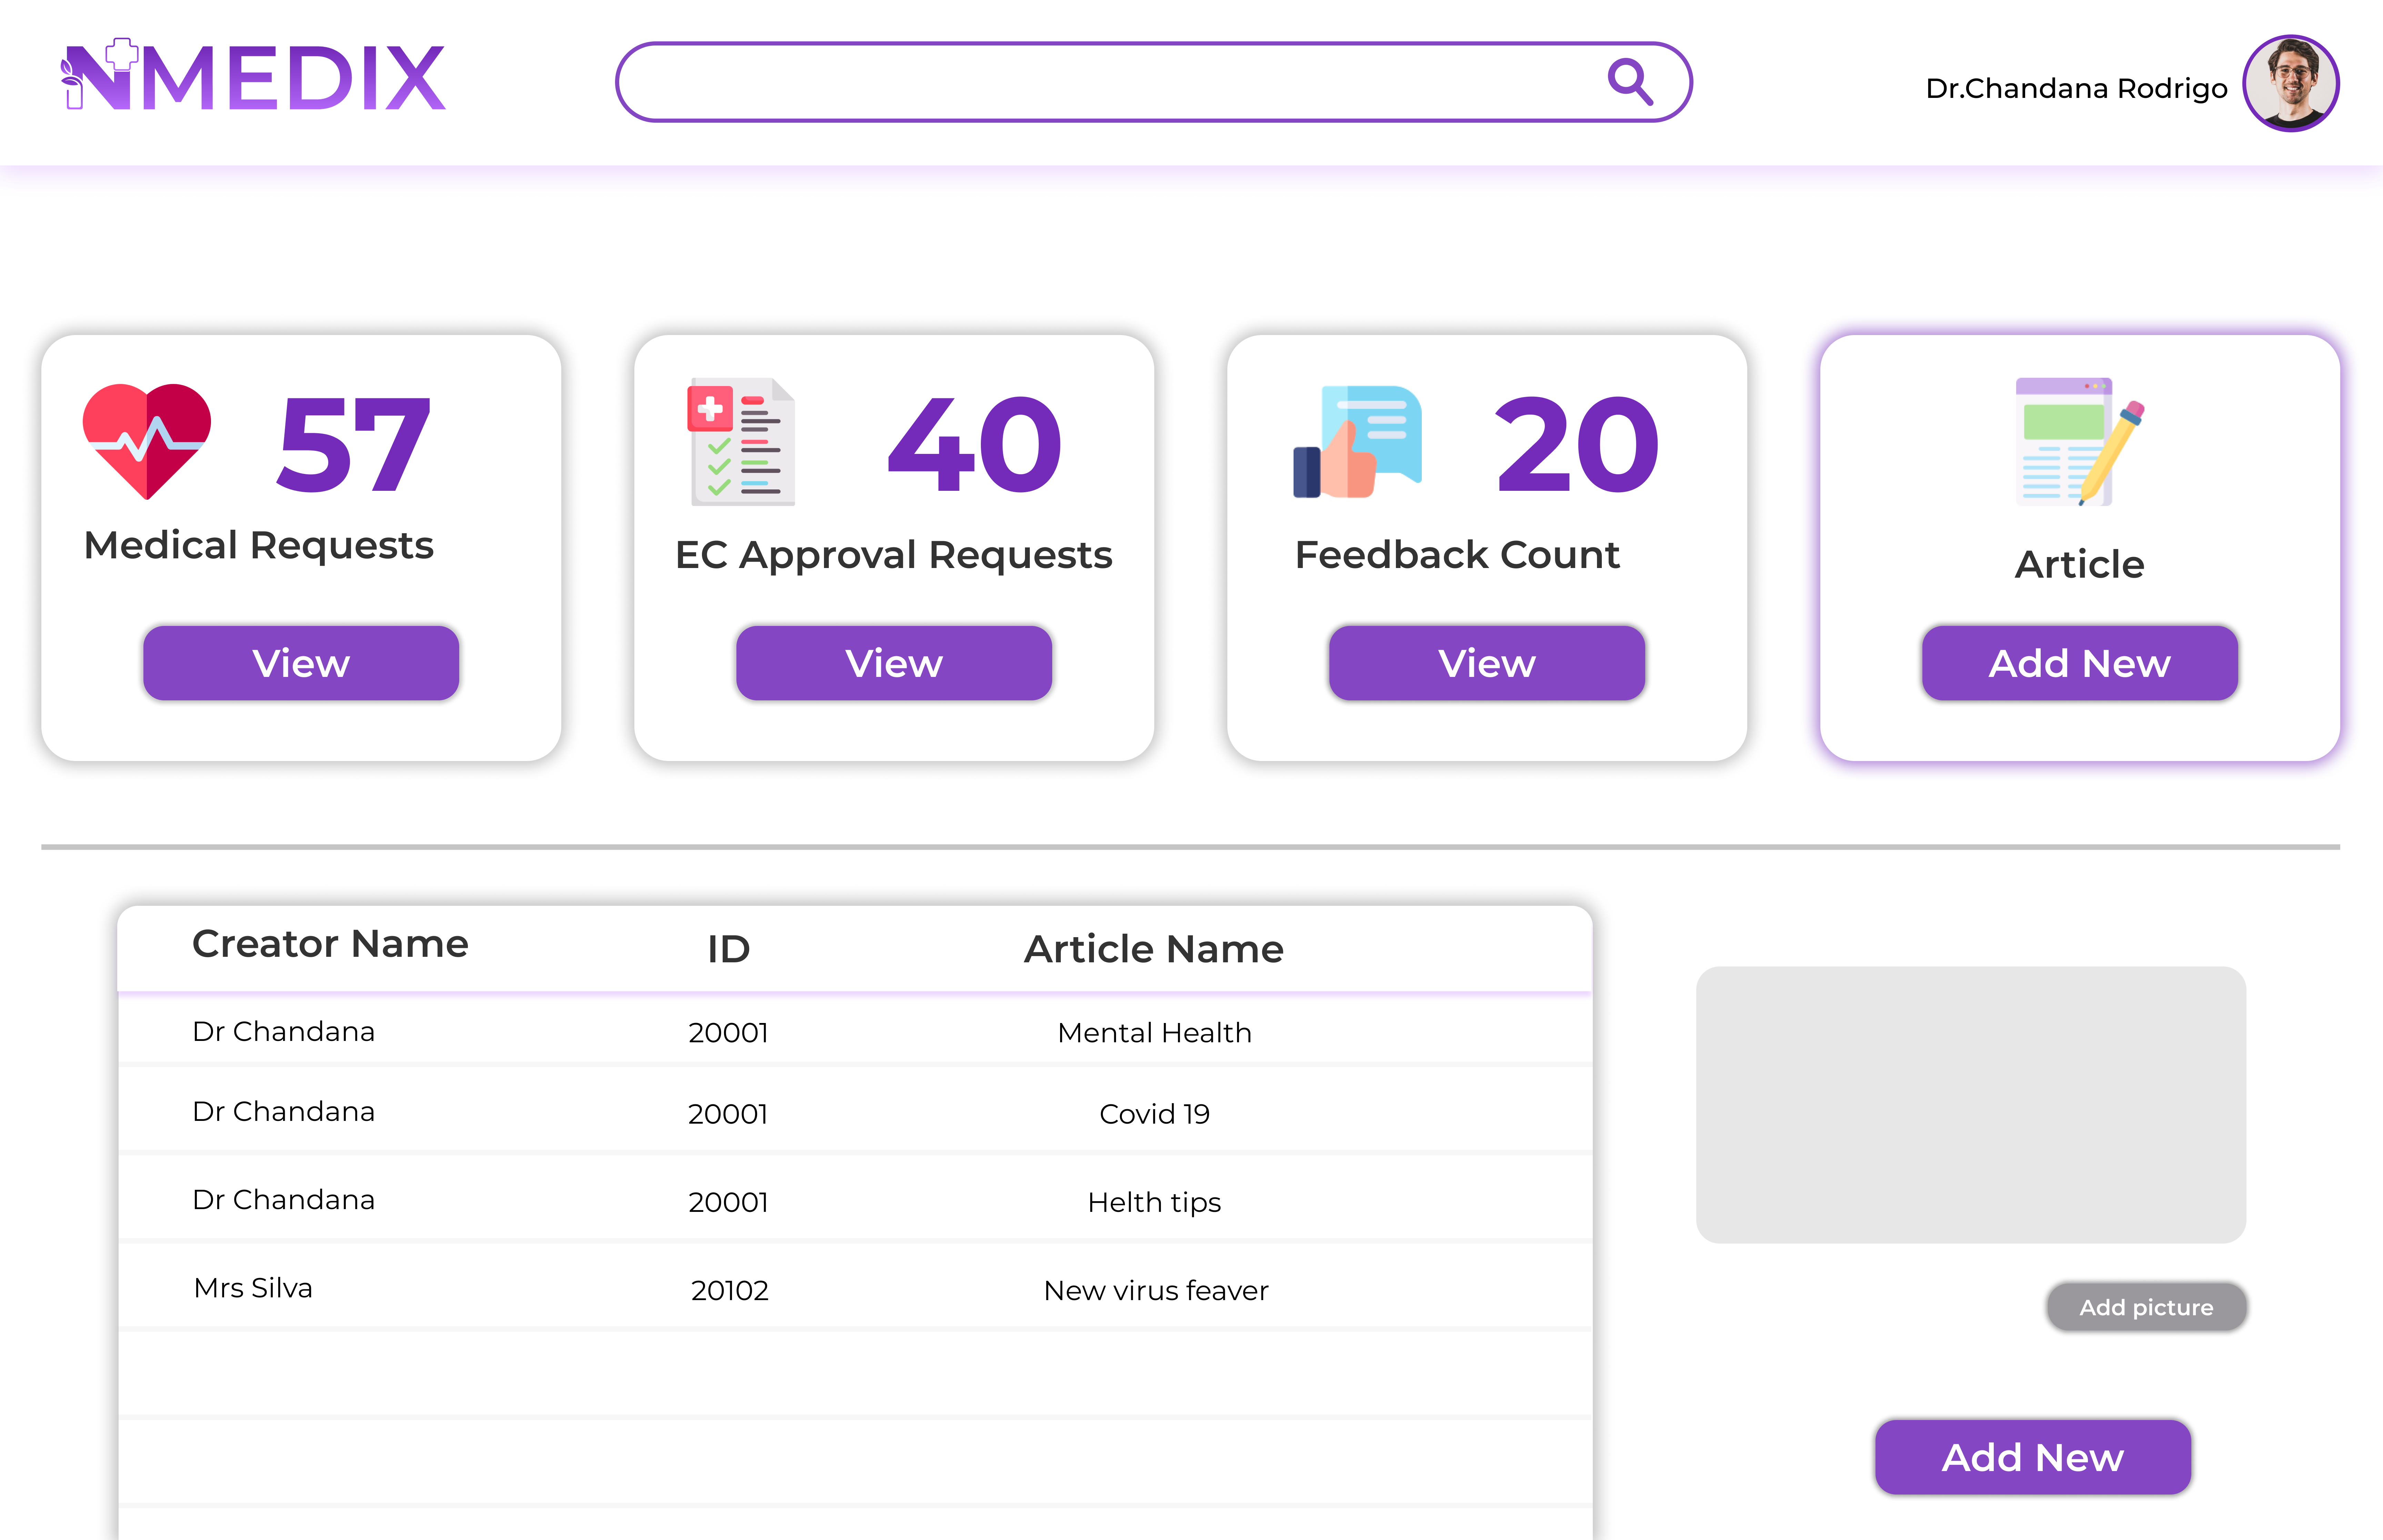 NMEDIX
Dr.Chandana Rodrigo
57
Medical Requests
View
40
EC Approval Requests
View
20
Feedback Count
View
Article
Add New
Creator Name ID Article Name
Dr Chandana 20001 Mental Health
Dr Chandana 20001 Covid 19
Dr Chandana 20001 Helth tips
Mrs Silva 20102 New virus feaver
Add picture
Add New